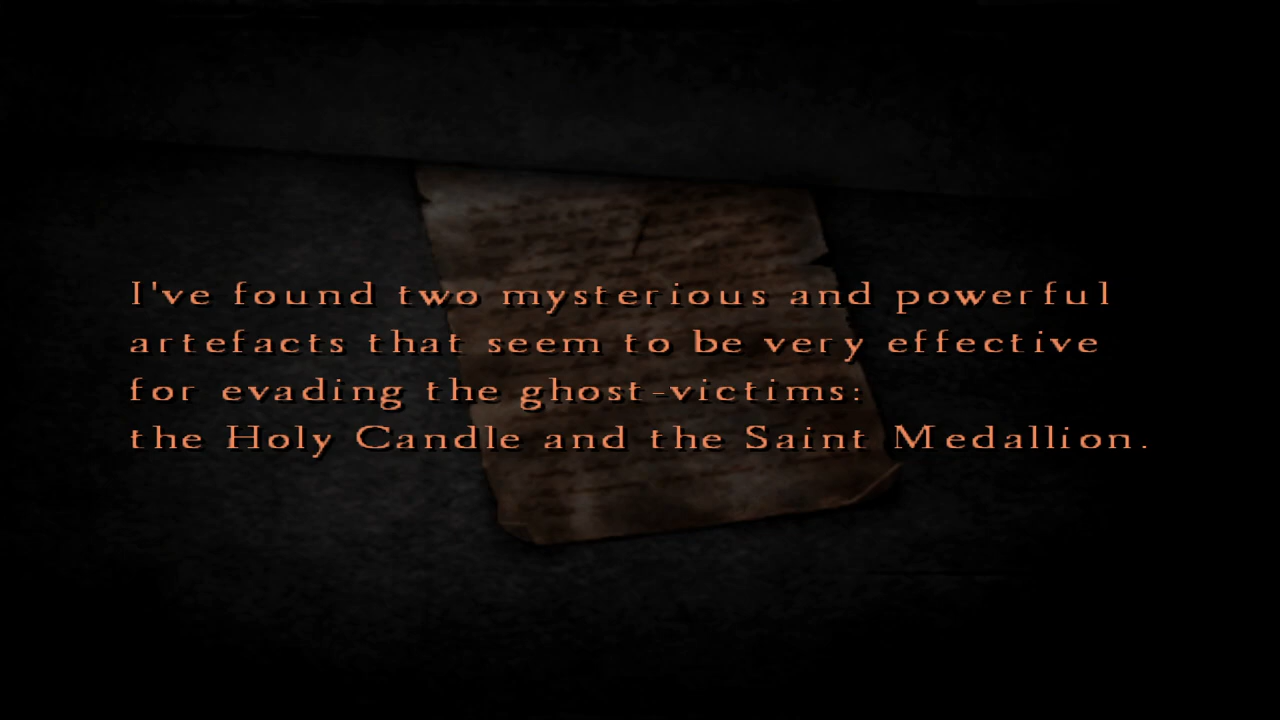 I've found two mysterious and powerful
artefacts that seem to be very effective
for evading the ghost-victims:
the Holy Candle and the Saint Medallion.